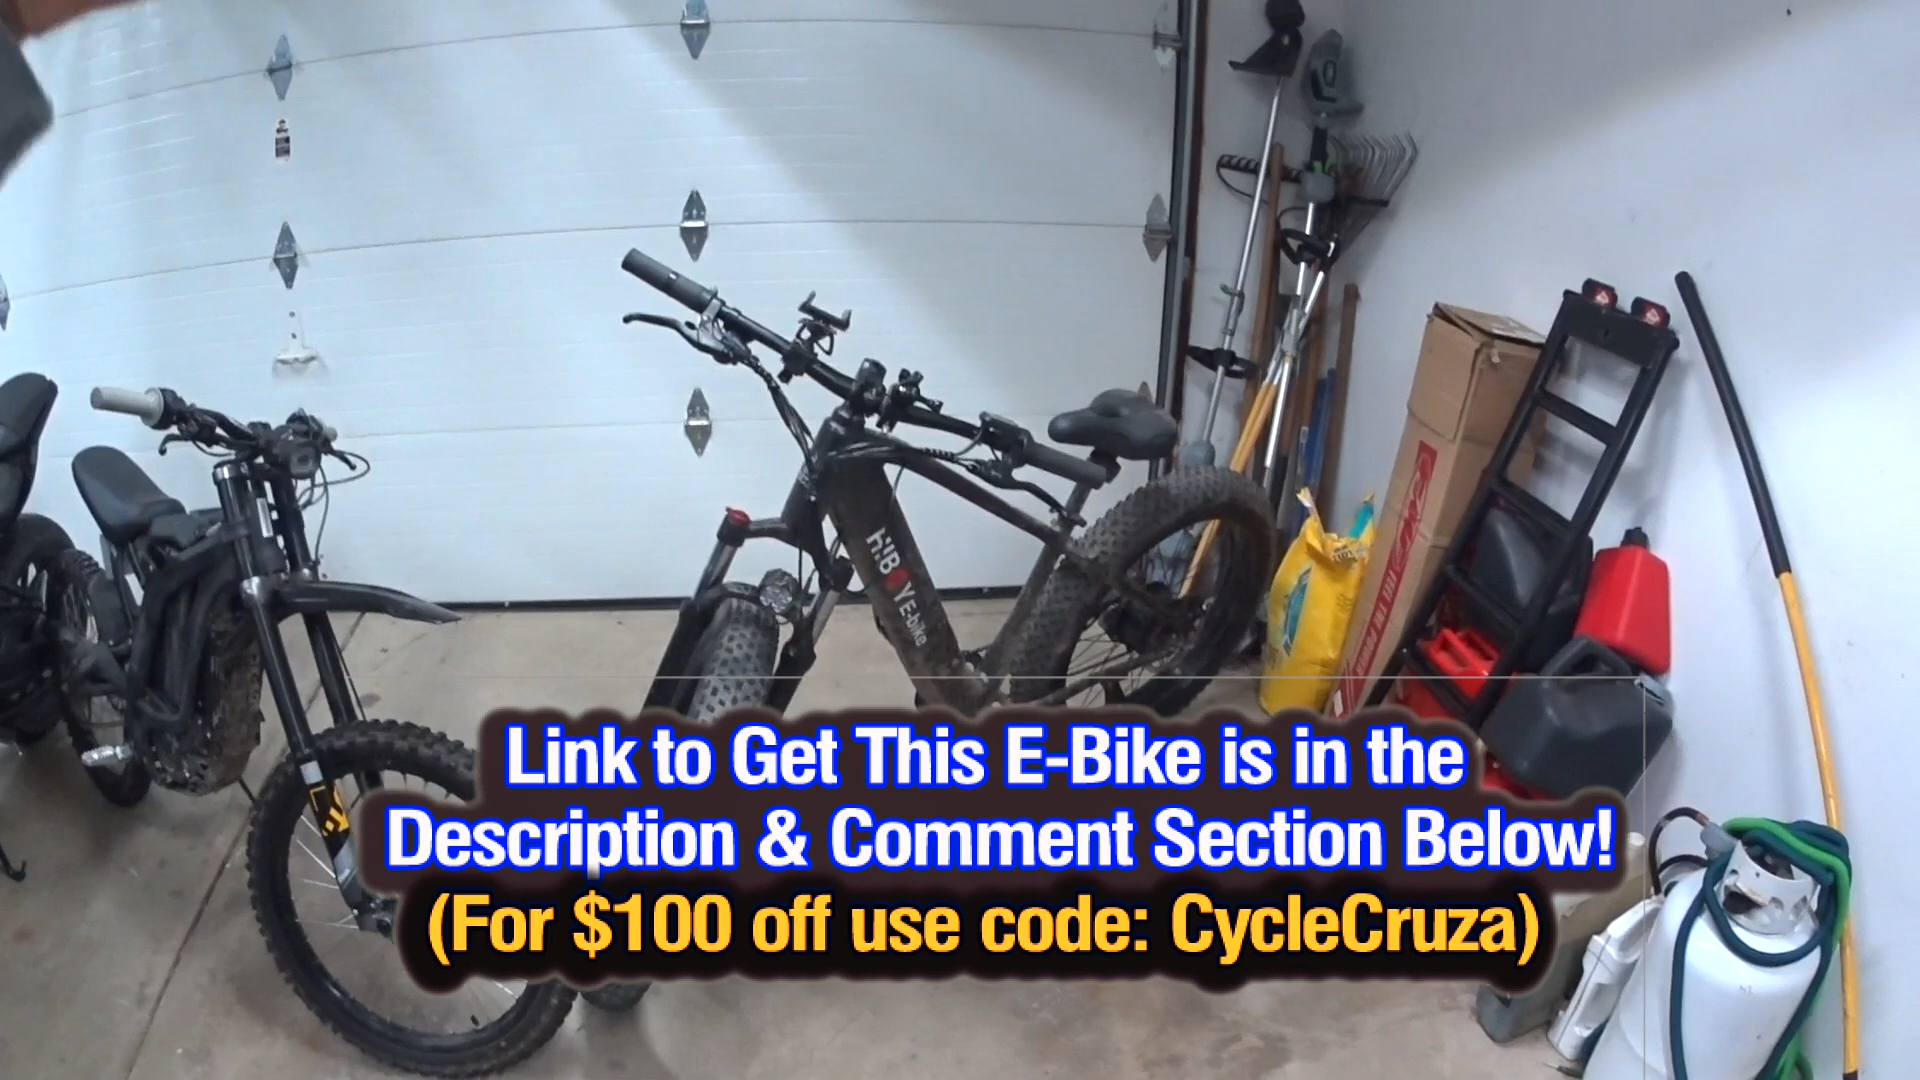 HIBOY E-bike
Link to Get This E-Bike is in the
Description & Comment Section Below!
(For $100 off use code: CycleCruza)